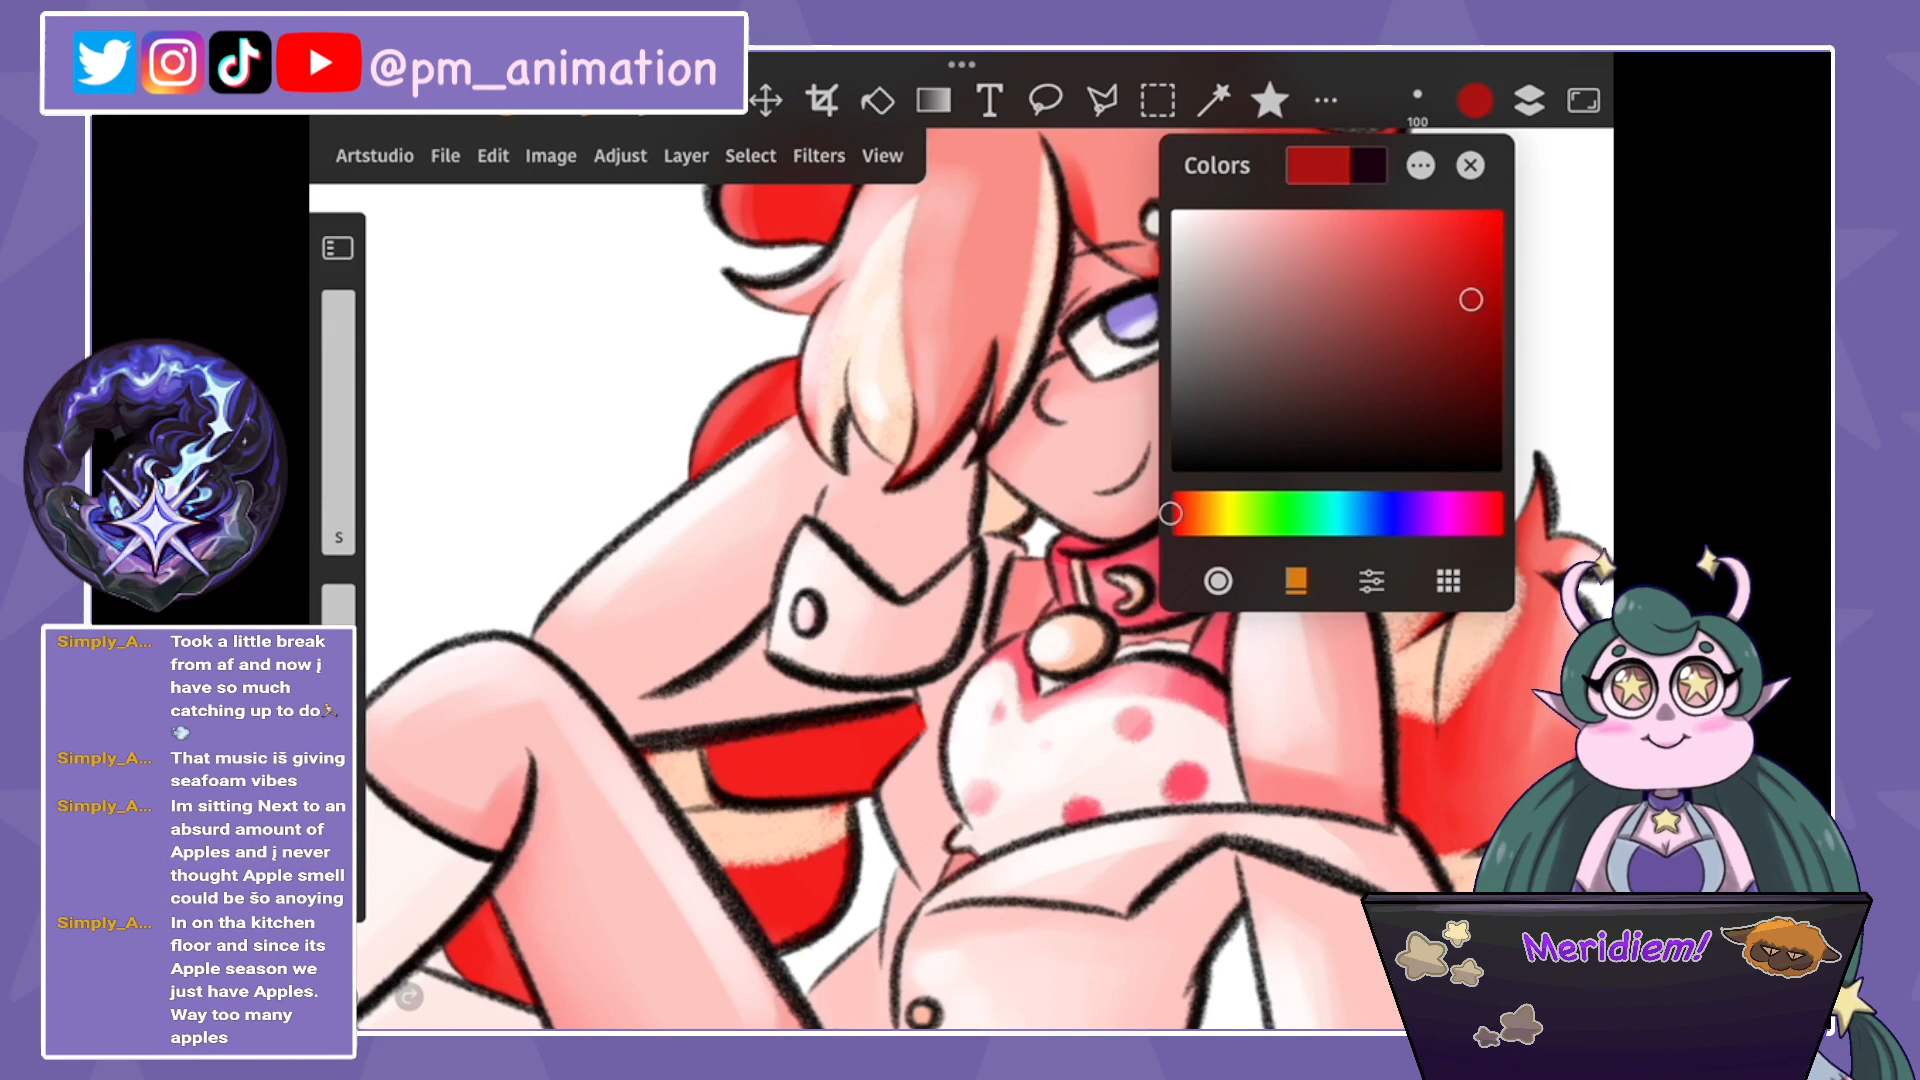 @pm_animation
100
Artstudio File Edit Image Adjust Layer Select Filters View
Colors
S
Simply_A... Took a little break
from af and now į
have so much
catching up to do
Simply_A... That music iš giving
seafoam vibes
Simply_A... Im sitting Next to an
absurd amount of
Apples and į never
thought Apple smell
could be šo anoying
Simply_A... In on tha kitchen
floor and since its
Apple season we
just have Apples.
Way too many
apples
Meridiem!